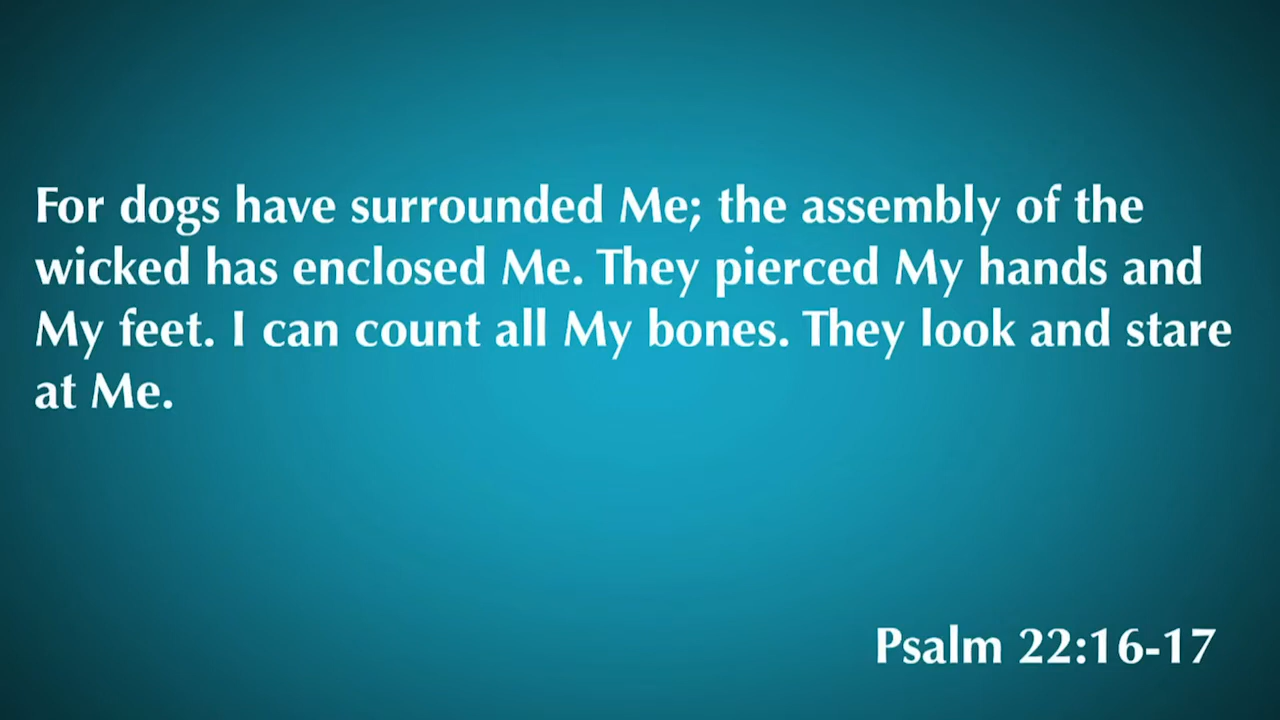 For dogs have surrounded Me; the assembly of the
wicked has enclosed Me. They pierced My hands and
My feet. I can count all My bones. They look and stare
at Me.
Psalm 22:16-17